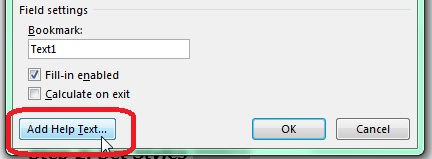 Field settings
Bookmark:
Text1
Fill-in enabled
Calculate on exit
Add Help Text... OK Cancel